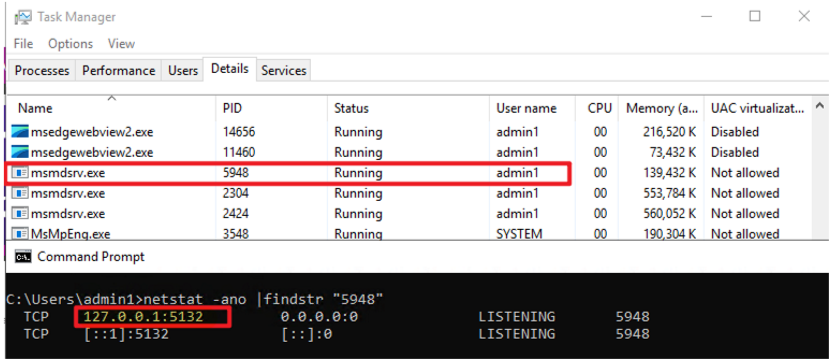 Task Manager
File Options View
Processes Performance Users Details Services
Name PID Status User name CPU Memory (a... UAC virtualizat...
msedgewebview2.exe 14656 Running admin1 00 216,520 K Disabled
msedgewebview2.exe 11460 Running admin1 00 73,432 K Disabled
msmdsrv.exe 5948 Running admin1 00 139,432 K Not allowed
msmdsrv.exe 2304 Running admin1 00 553,784 K Not allowed
msmdsrv.exe 2424 Running admin1 00 560,052 K Not allowed
MsMpEng.exe 3548 Running SYSTEM 00 190,304 K Not allowed
Command Prompt
C:\Users\admin1>netstat -ano |findstr "5948"
TCP 127.0.0.1:5132 0.0.0.0:0 LISTENING 5948
TCP [::1]:5132 [::]:0 LISTENING 5948